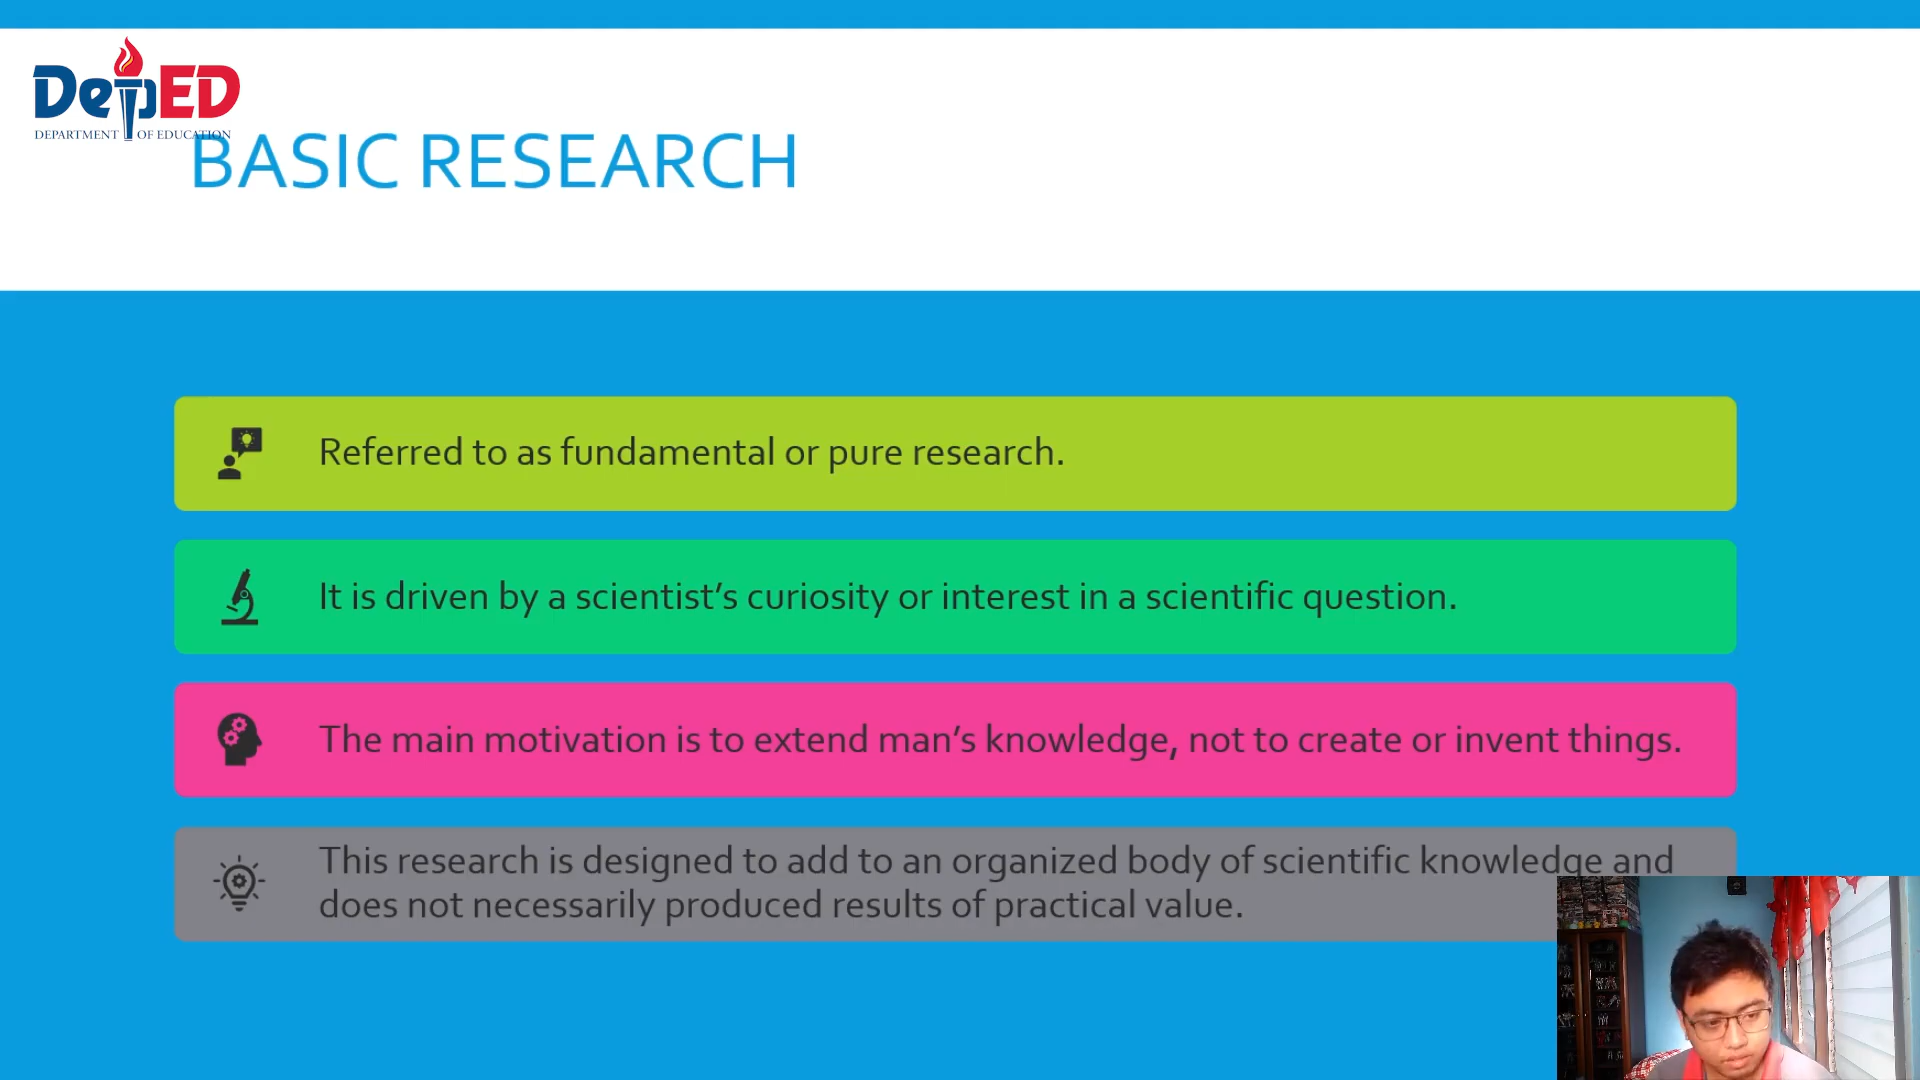 DepED
DEPARTMENT OF EDUCATION
BASIC RESEARCH
Referred to as fundamental or pure research.
It is driven by a scientist's curiosity or interest in a scientific question.
The main motivation is to extend man's knowledge, not to create or invent things.
This research is designed to add to an organized body of scientific knowledge and
does not necessarily produced results of practical value.